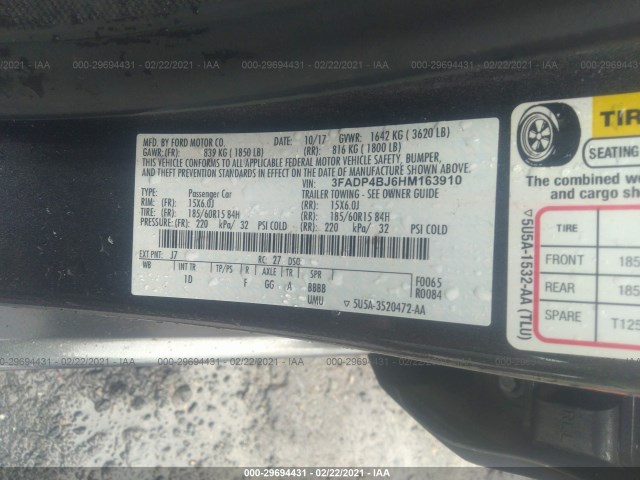 000-29694431 - 02/22/2021 - IAA
MFD. BY FORD MOTOR CO.
DATE: 10/17
GVWR: 1642 KG ( 3620 LB)
GAWR:(FR): 839 KG ( 1850 LB)
(RR): 816 KG ( 1800 LB)
THIS VEHICLE CONFORMS TO ALL APPLICABLE FEDERAL MOTOR VEHICLE SAFETY, BUMPER,
AND THEFT PREVENTION STANDARDS IN EFFECT ON THE DATE OF MANUFACTURE SHOWN ABOVE.
VIN: 3FADP4BJ6HM163910
TYPE: Passenger Car
TRAILER TOWING - SEE OWNER GUIDE
RIM: (FR): 15X6.0J
(RR): 15X6.0J
TIRE: (FR): 185/60R15 84H
(RR): 185/60R15 84H
PRESSURE: (FR): 220 kPa/ 32 PSI COLD
(RR): 220 kPa/ 32 PSI COLD
EXT PNT: J7
RC: 27 DSO:
WB
INT TR
TP/PS
R
AXLE
TR
SPR
1D
F
GG
A
BBBB
UMU
F0065
RD084
▽ 5U5A-3520472-AA
TIR
SEATING
The combined w
and cargo sh
TIRE
FRONT
185
REAR
185
SPARE
T125
▽5U5A-1532-AA (TLU)
000-29694431 - 02/22/2021 - IAA